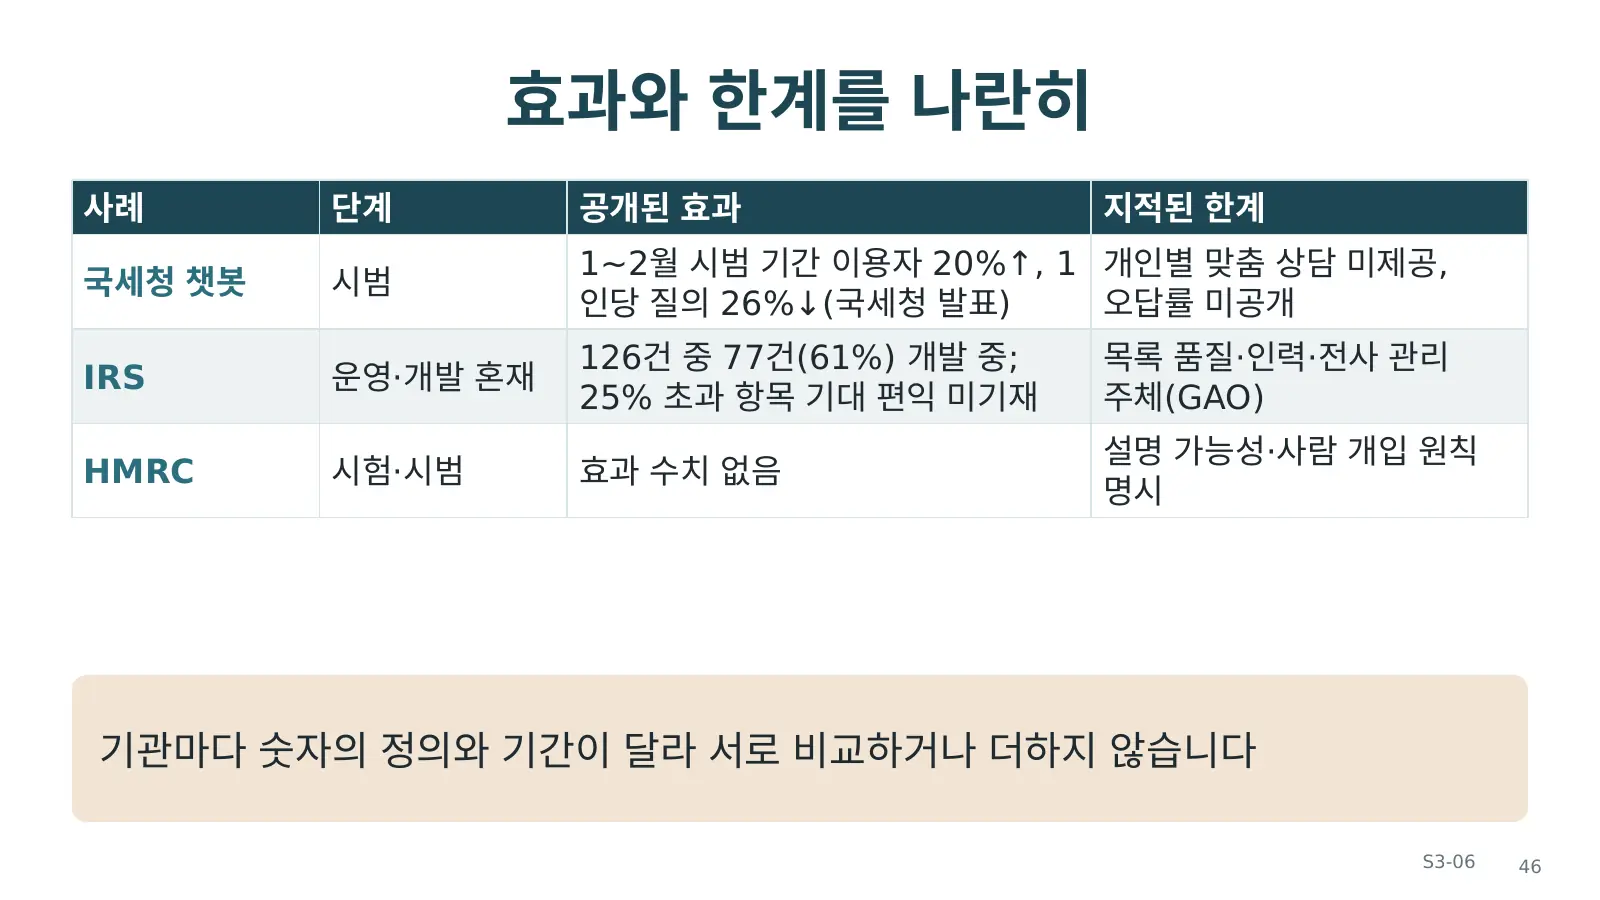 효과와 한계를 나란히
사례 단계 공개된 효과 지적된 한계
국세청 챗봇 시범 1~2월 시범 기간 이용자 20%↑, 1
인당 질의 26%↓(국세청 발표) 개인별 맞춤 상담 미제공,
오답률 미공개
IRS 운영·개발 혼재 126건 중 77건(61%) 개발 중;
25% 초과 항목 기대 편익 미기재 목록 품질·인력·전사 관리
주체(GAO)
HMRC 시험·시범 효과 수치 없음 설명 가능성·사람 개입 원칙
명시
기관마다 숫자의 정의와 기간이 달라 서로 비교하거나 더하지 않습니다
S3-06 46